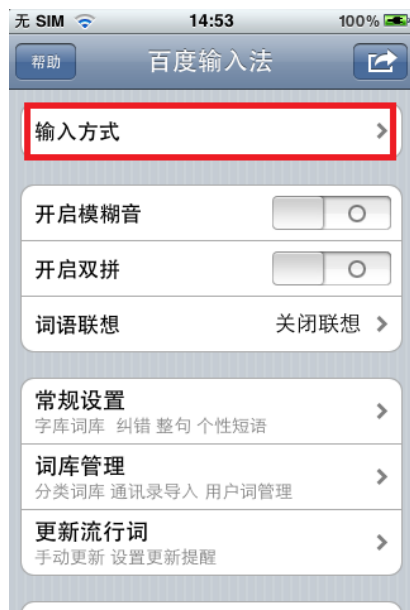 无 SIM 14:53 100%
帮助 百度输入法
输入方式
开启模糊音
开启双拼
词语联想 关闭联想
常规设置
字库词库 纠错 整句 个性短语
词库管理
分类词库 通讯录导入 用户词管理
更新流行词
手动更新 设置更新提醒